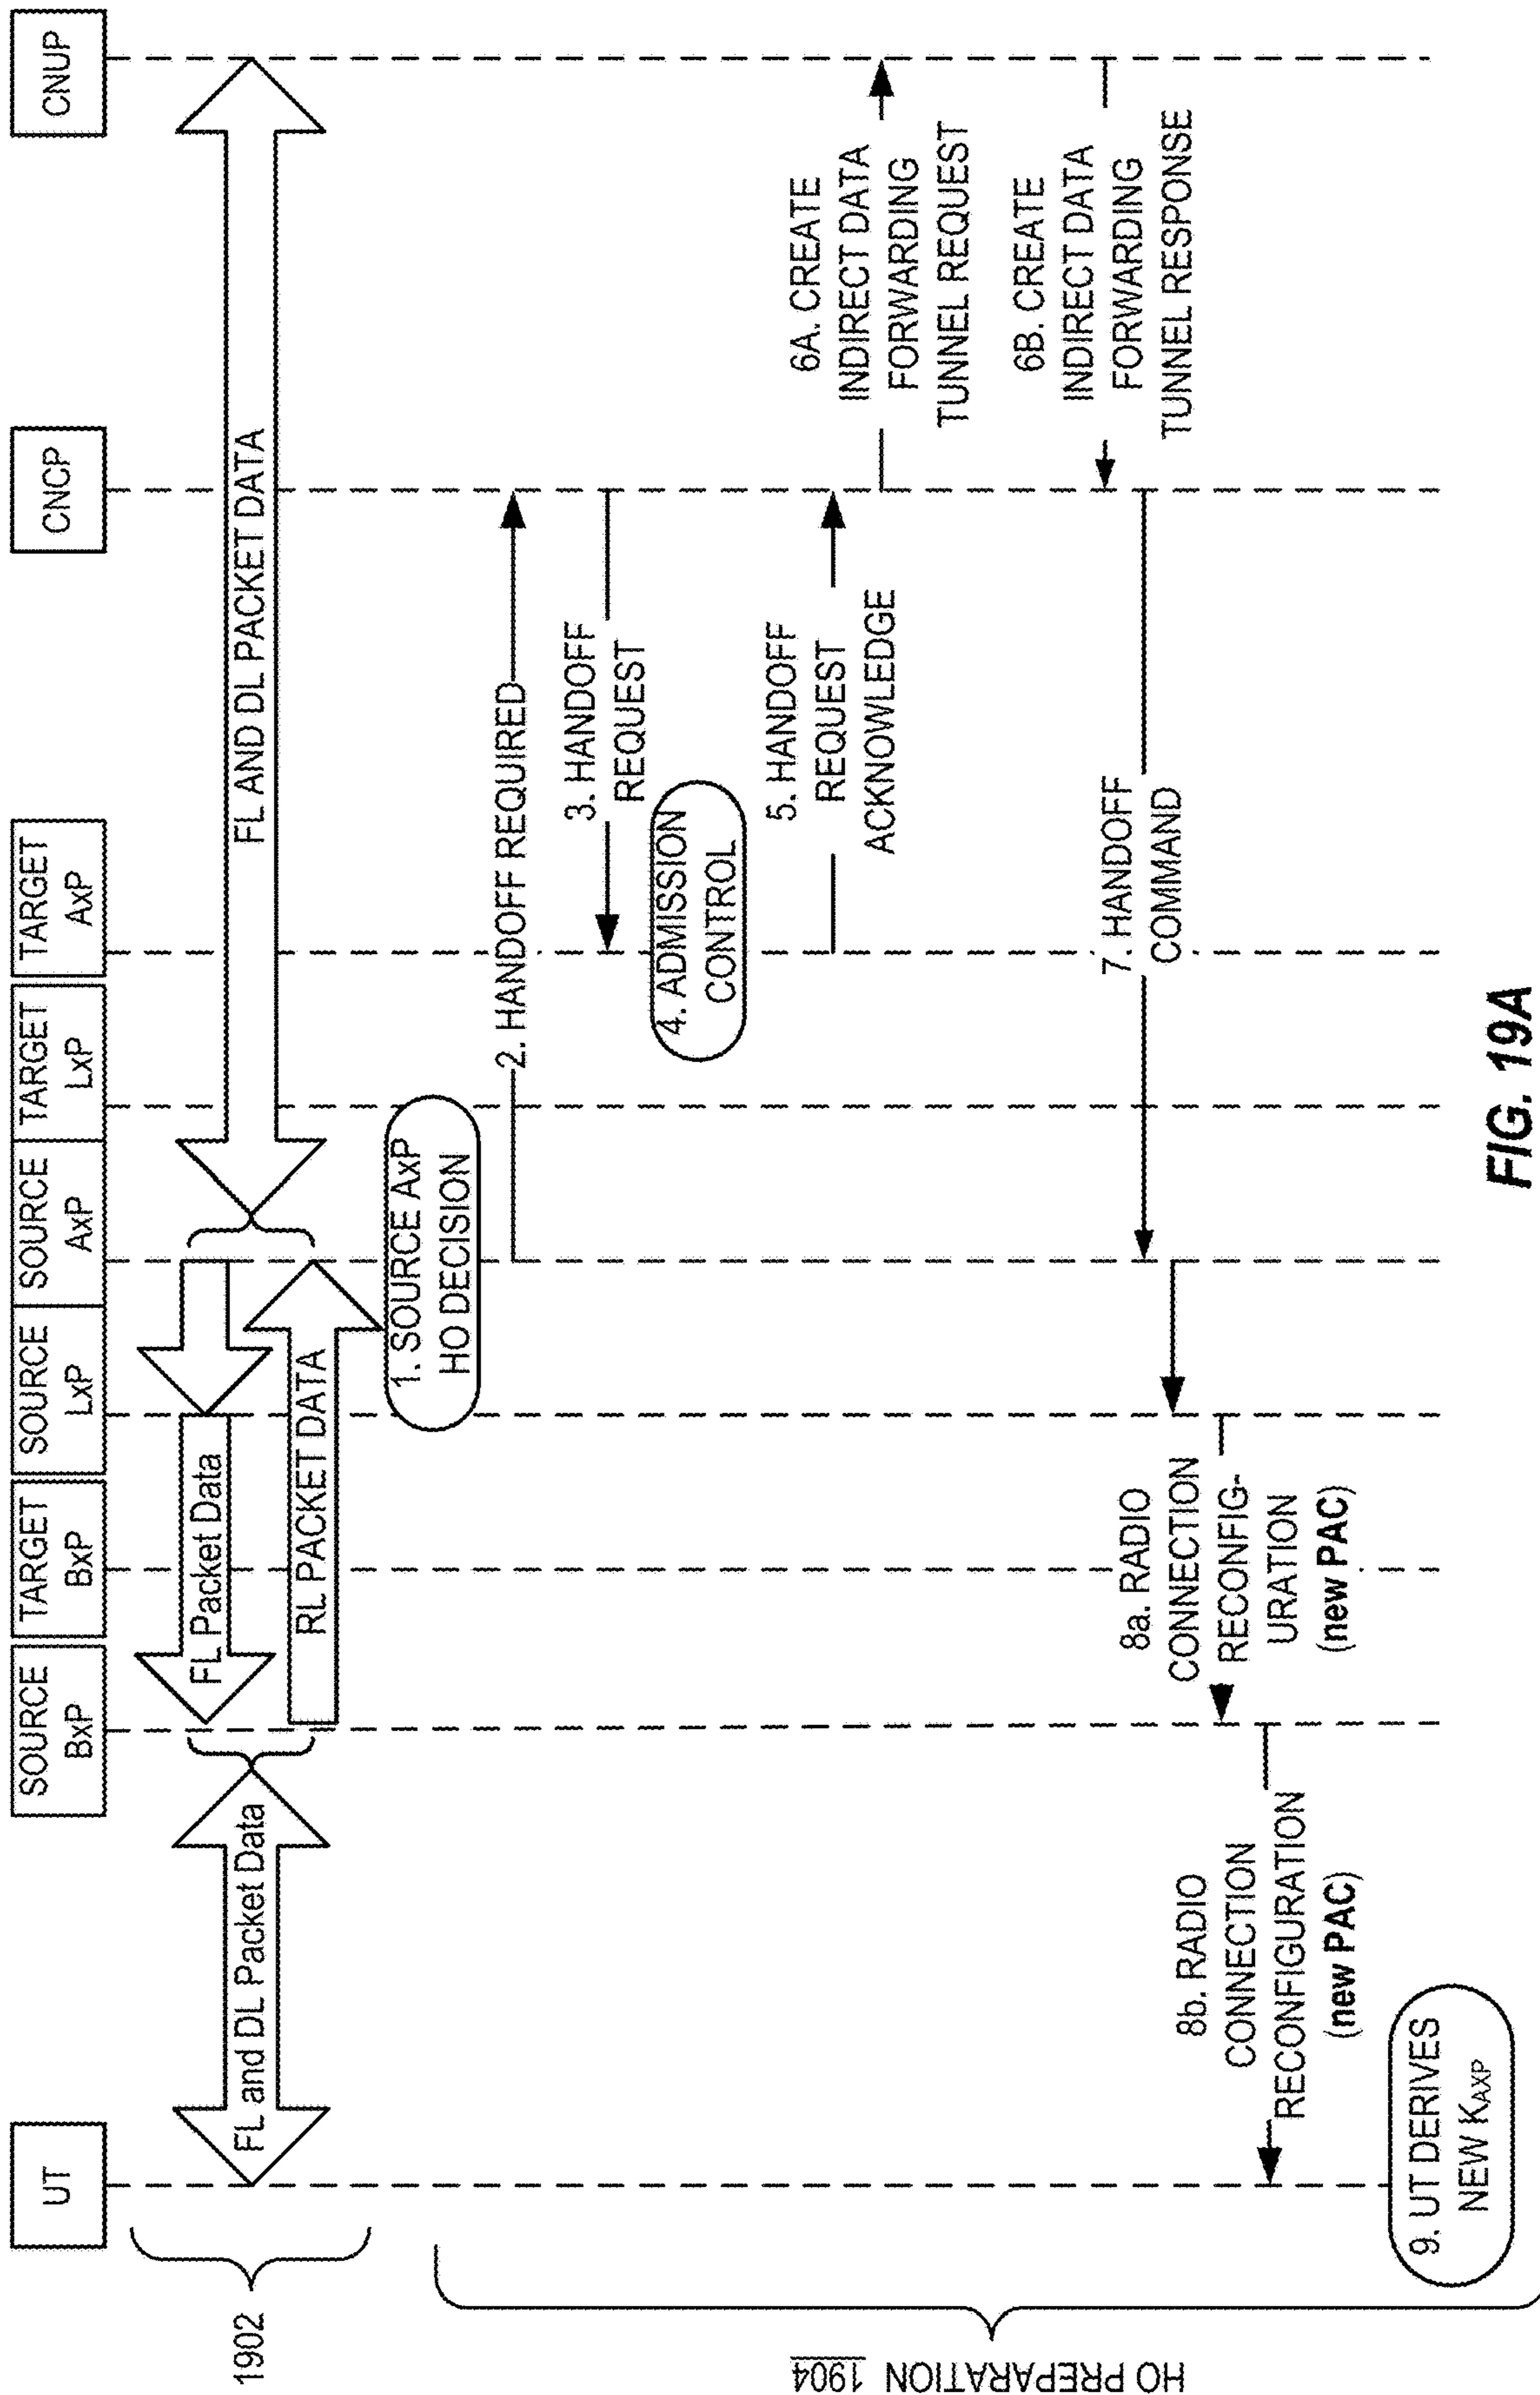 UT
SOURCE
BxP
TARGET
BxP
SOURCE
LxP
SOURCE
AxP
TARGET
LxP
TARGET
AxP
CNCP
CNUP
1902
FL and DL Packet Data
FL Packet Data
RL PACKET DATA
FL AND DL PACKET DATA
HO PREPARATION 1904
1. SOURCE AxP
HO DECISION
2. HANDOFF REQUIRED
3. HANDOFF
REQUEST
4. ADMISSION
CONTROL
5. HANDOFF
REQUEST
ACKNOWLEDGE
6A. CREATE
INDIRECT DATA
FORWARDING
TUNNEL REQUEST
6B. CREATE
INDIRECT DATA
FORWARDING
TUNNEL RESPONSE
7. HANDOFF
COMMAND
8a. RADIO
CONNECTION
RECONFIG-
URATION
(new PAC)
8b. RADIO
CONNECTION
RECONFIGURATION
(new PAC)
9. UT DERIVES
NEW KAXP
FIG. 19A